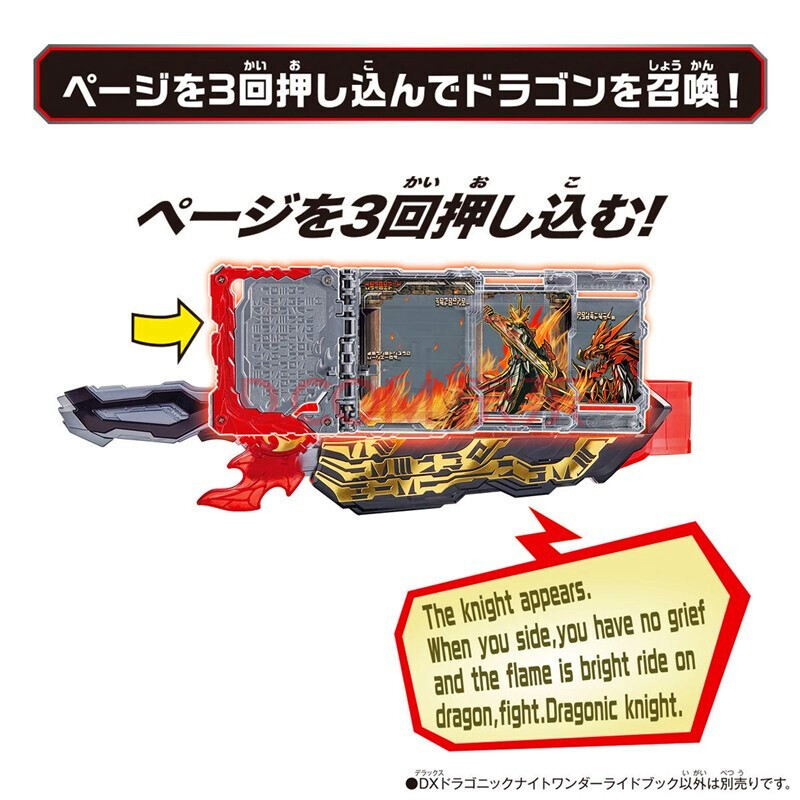 ページを3回押し込んでドラゴンを召喚!
ページを3回押し込む!
The knight appears.
When you side,you have no grief
and the flame is bright ride on
dragon,fight.Dragonic knight.
●DXドラゴニックナイトワンダーライドブック以外は別売りです。